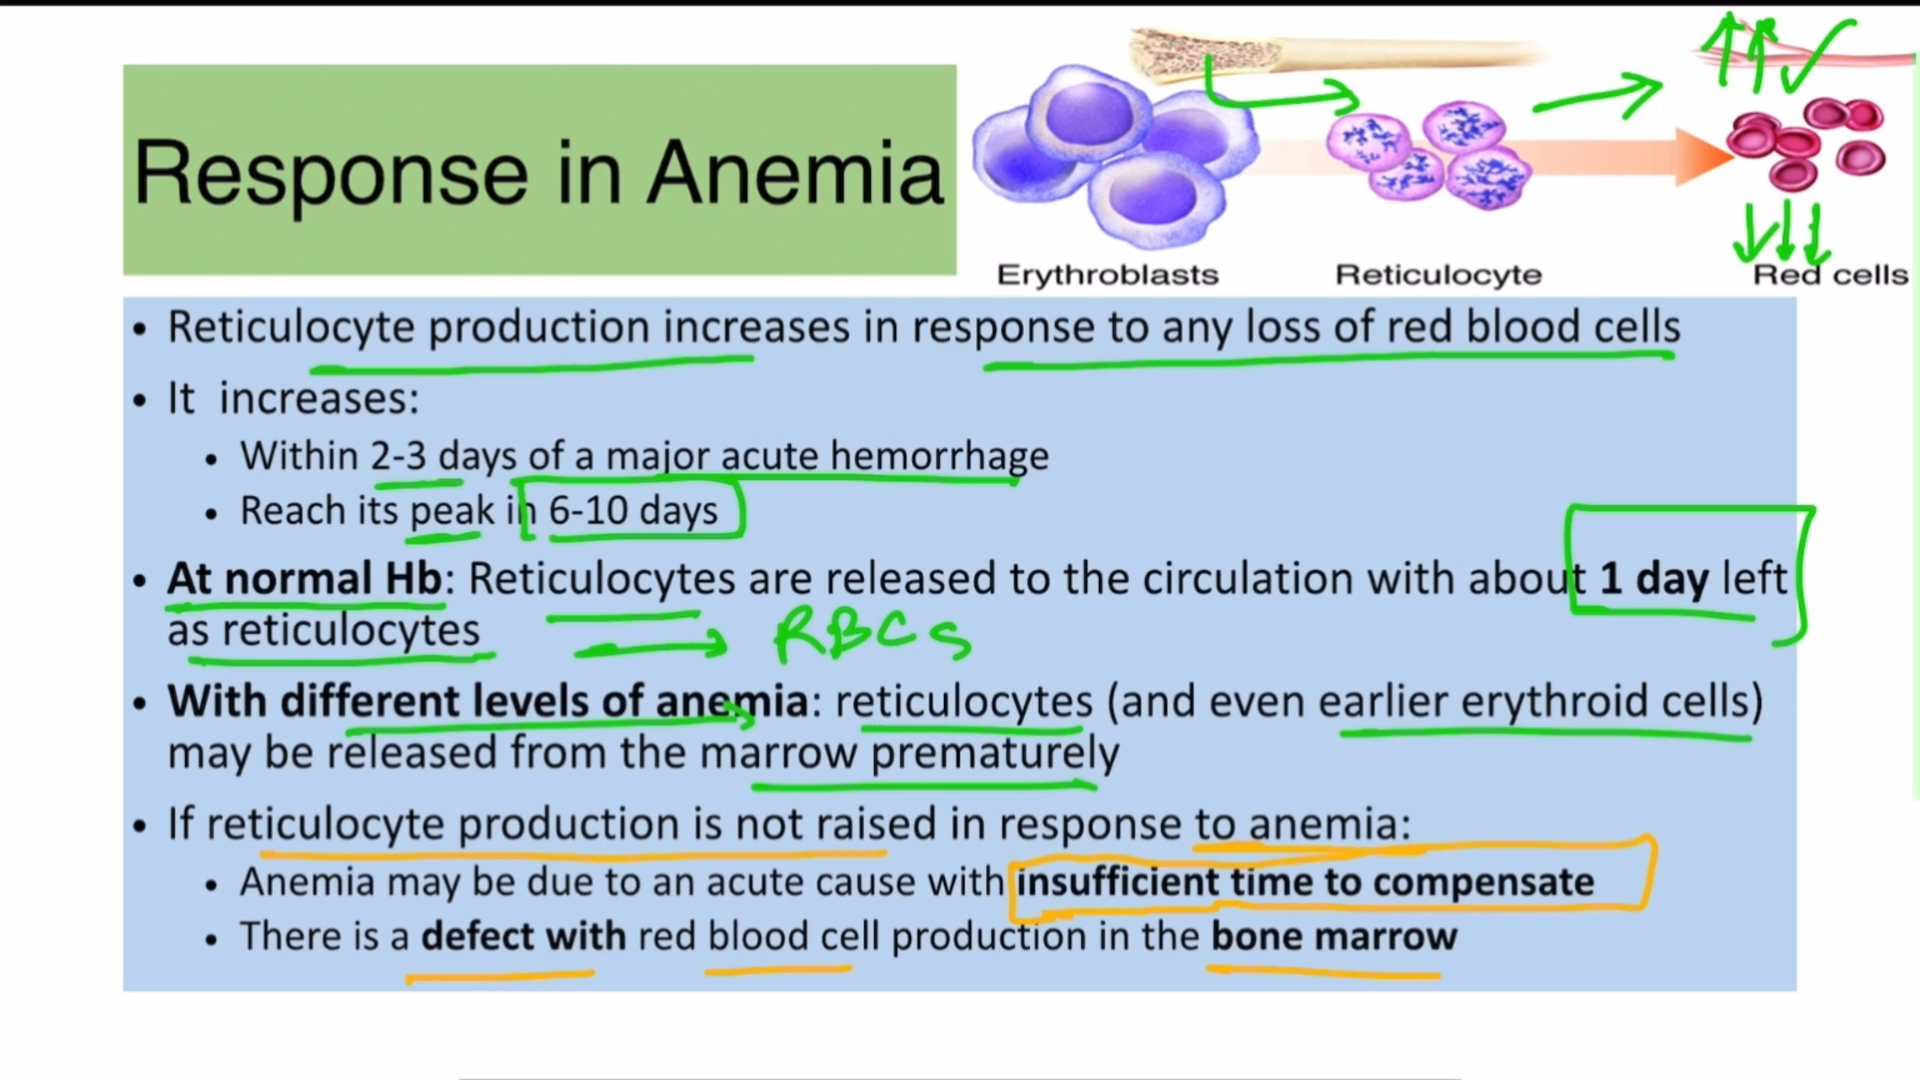 Response in Anemia
Erythroblasts
Reticulocyte
Red cells
• Reticulocyte production increases in response to any loss of red blood cells
• It increases:
• Within 2-3 days of a major acute hemorrhage
• Reach its peak in 6-10 days
• At normal Hb: Reticulocytes are released to the circulation with about 1 day left
as reticulocytes
RBCs
• With different levels of anemia: reticulocytes (and even earlier erythroid cells)
may be released from the marrow prematurely
• If reticulocyte production is not raised in response to anemia:
• Anemia may be due to an acute cause with insufficient time to compensate
• There is a defect with red blood cell production in the bone marrow